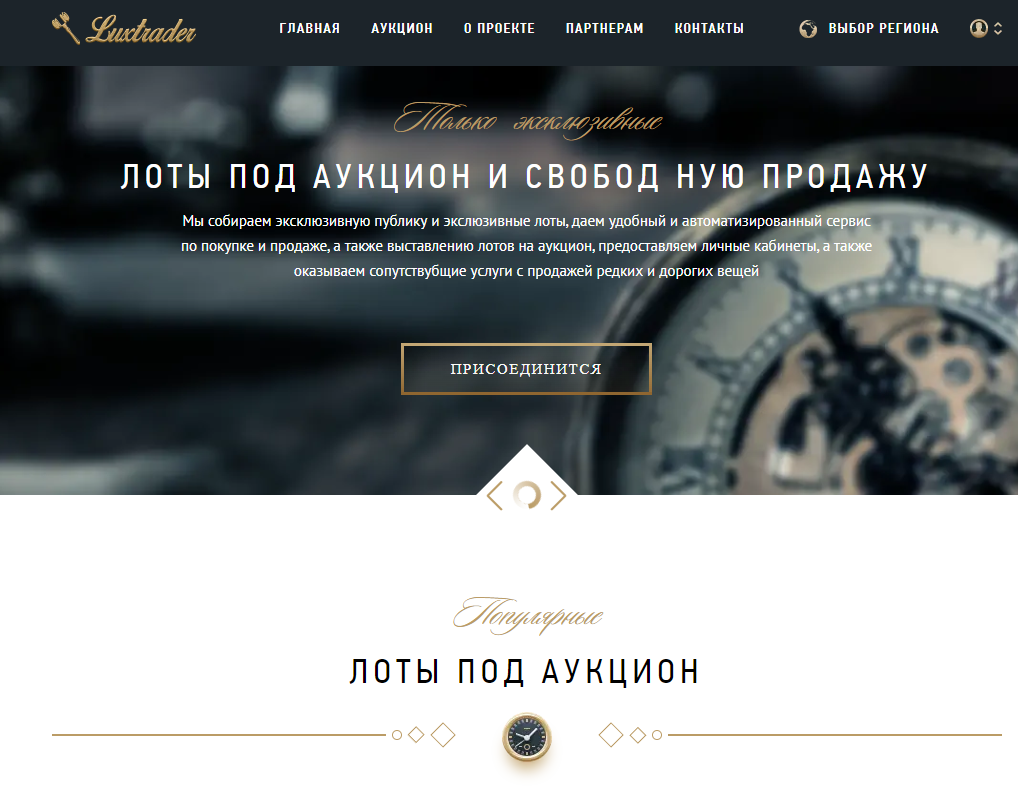 Luxtrader
ГЛАВНАЯ АУКЦИОН О ПРОЕКТЕ ПАРТНЕРАМ КОНТАКТЫ ВЫБОР РЕГИОНА
Только эксклюзивные
ЛОТЫ ПОД АУКЦИОН И СВОБОД НУЮ ПРОДАЖУ
Мы собираем эксклюзивную публику и экслюзивные лоты, даем удобный и автоматизированный сервис
по покупке и продаже, а также выставлению лотов на аукцион, предоставляем личные кабинеты, а также
оказываем сопутствубщие услуги с продажей редких и дорогих вещей
ПРИСОЕДИНИТСЯ
Популярные
ЛОТЫ ПОД АУКЦИОН